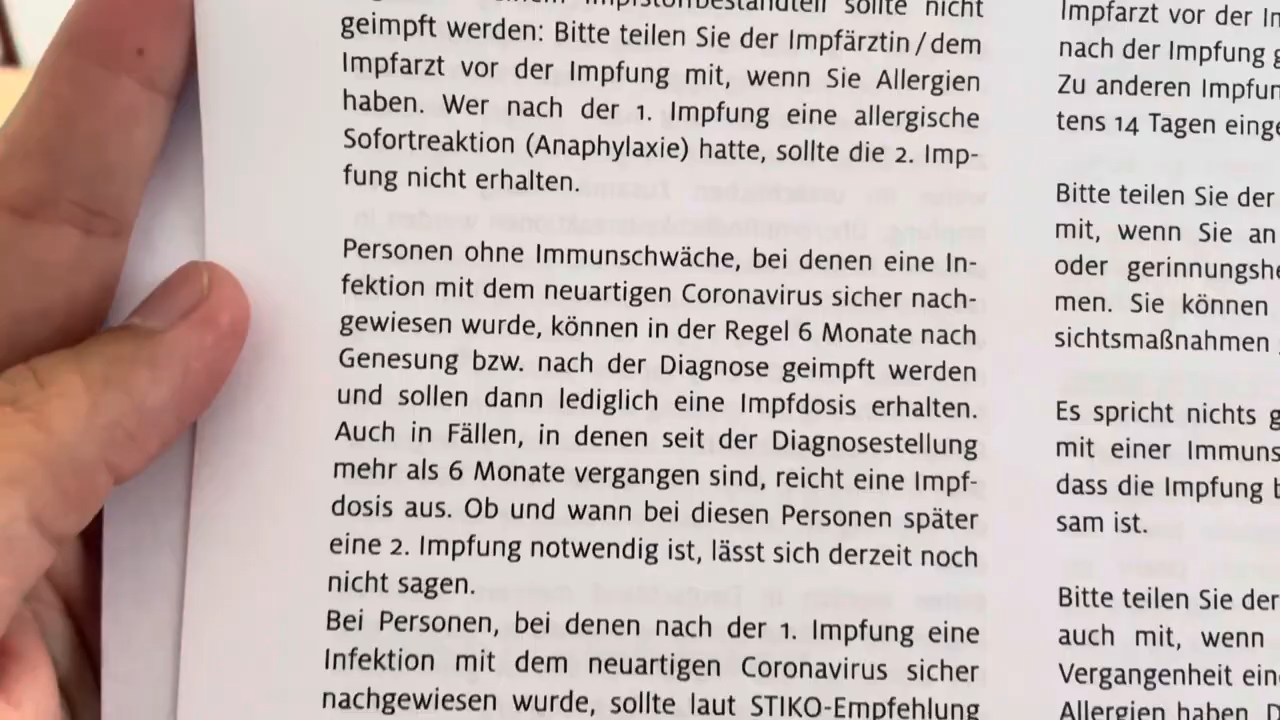 Impfstoffbestandteil sollte nicht
geimpft werden: Bitte teilen Sie der Impfärztin/dem
Impfarzt vor der Impfung mit, wenn Sie Allergien
haben. Wer nach der 1. Impfung eine allergische
Sofortreaktion (Anaphylaxie) hatte, sollte die 2. Imp-
fung nicht erhalten.
Personen ohne Immunschwäche, bei denen eine In-
fektion mit dem neuartigen Coronavirus sicher nach-
gewiesen wurde, können in der Regel 6 Monate nach
Genesung bzw. nach der Diagnose geimpft werden
und sollen dann lediglich eine Impfdosis erhalten.
Auch in Fällen, in denen seit der Diagnosestellung
mehr als 6 Monate vergangen sind, reicht eine Impf-
dosis aus. Ob und wann bei diesen Personen später
eine 2. Impfung notwendig ist, lässt sich derzeit noch
nicht sagen.
Bei Personen, bei denen nach der 1. Impfung eine
Infektion mit dem neuartigen Coronavirus sicher
nachgewiesen wurde, sollte laut STIKO-Empfehlung
Impfarzt vor der
nach der Impfung
Zu anderen
tens 14 Tagen
Bitte teilen Sie der
mit, wenn Sie an
oder
men. Sie können
sichtsmaßnahmen
Es spricht nichts
mit einer
dass die Impfung
sam ist.
Bitte teilen Sie der
auch mit, wenn
Vergangenheit
Allergien haben.